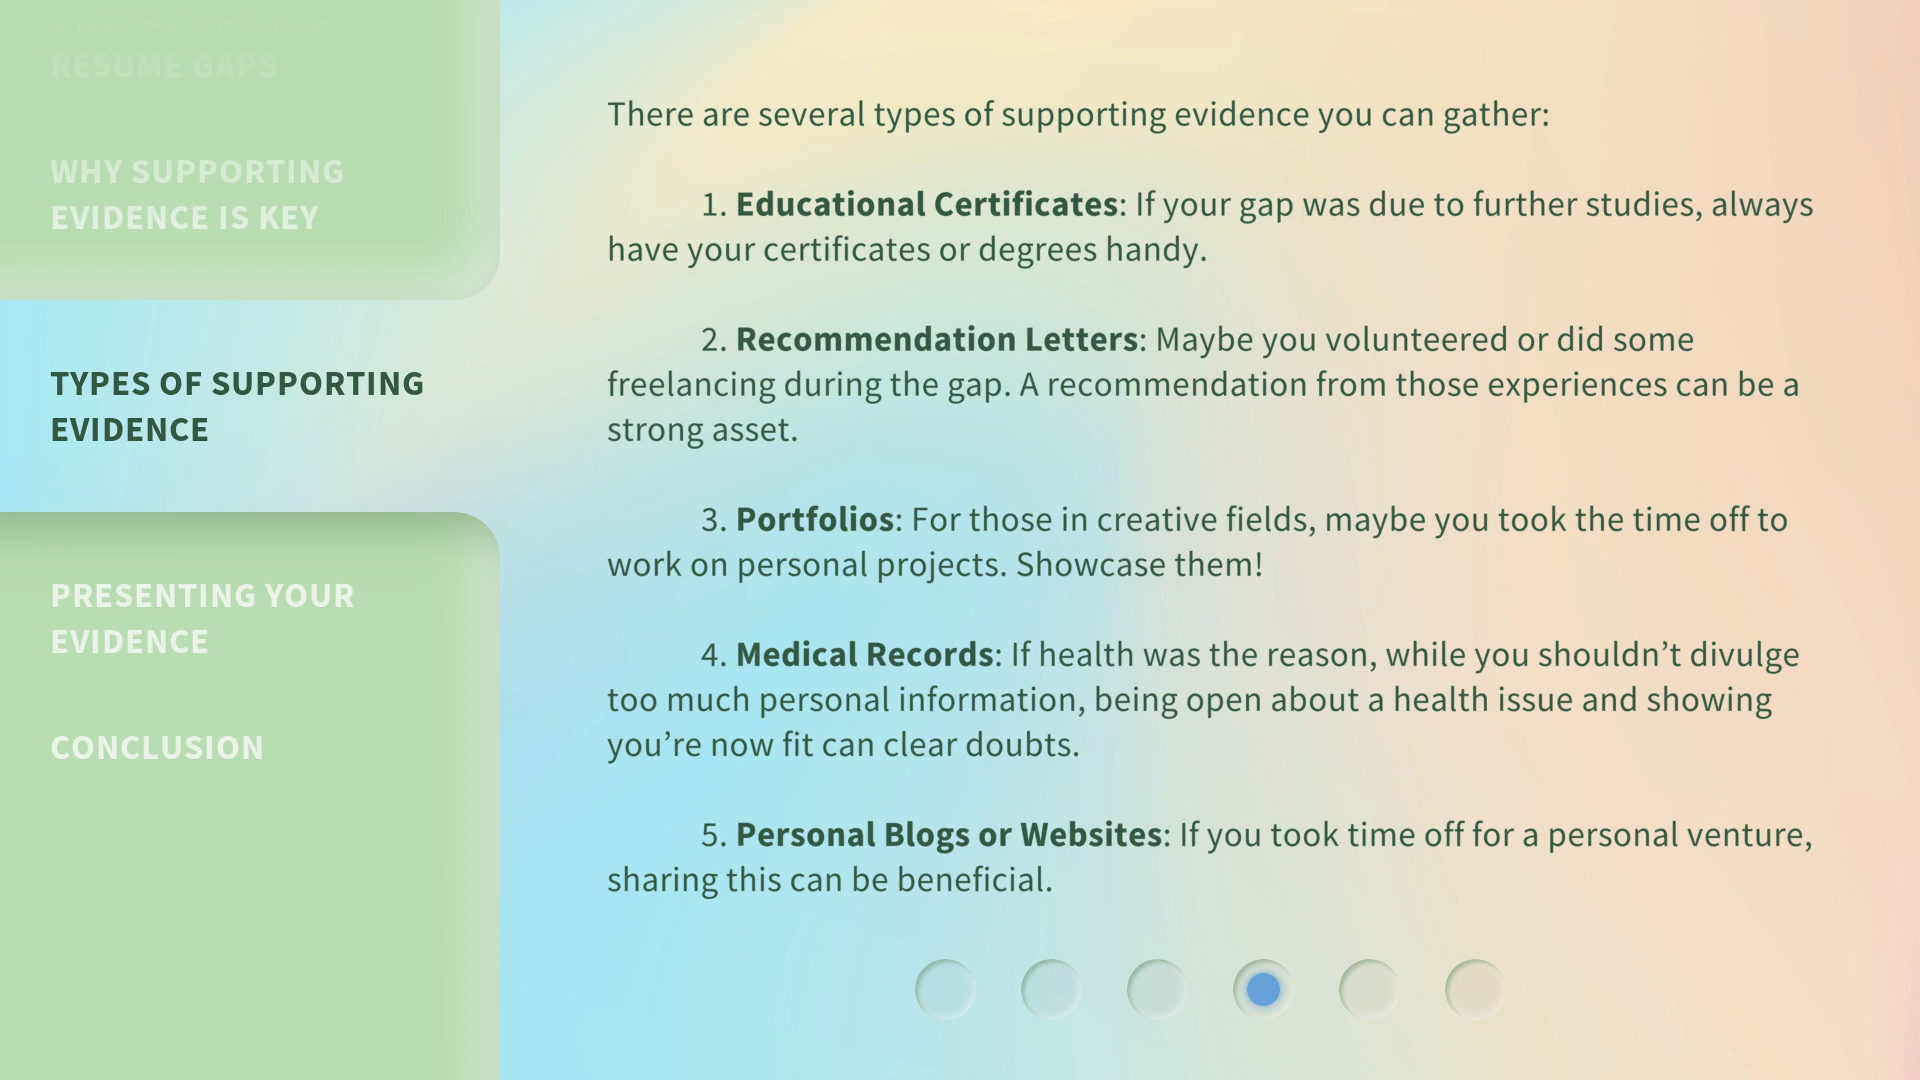 RESUME GAPS
WHY SUPPORTING
EVIDENCE IS KEY
TYPES OF SUPPORTING
EVIDENCE
PRESENTING YOUR
EVIDENCE
CONCLUSION
There are several types of supporting evidence you can gather:
1. Educational Certificates: If your gap was due to further studies, always
have your certificates or degrees handy.
2. Recommendation Letters: Maybe you volunteered or did some
freelancing during the gap. A recommendation from those experiences can be a
strong asset.
3. Portfolios: For those in creative fields, maybe you took the time off to
work on personal projects. Showcase them!
4. Medical Records: If health was the reason, while you shouldn’t divulge
too much personal information, being open about a health issue and showing
you’re now fit can clear doubts.
5. Personal Blogs or Websites: If you took time off for a personal venture,
sharing this can be beneficial.